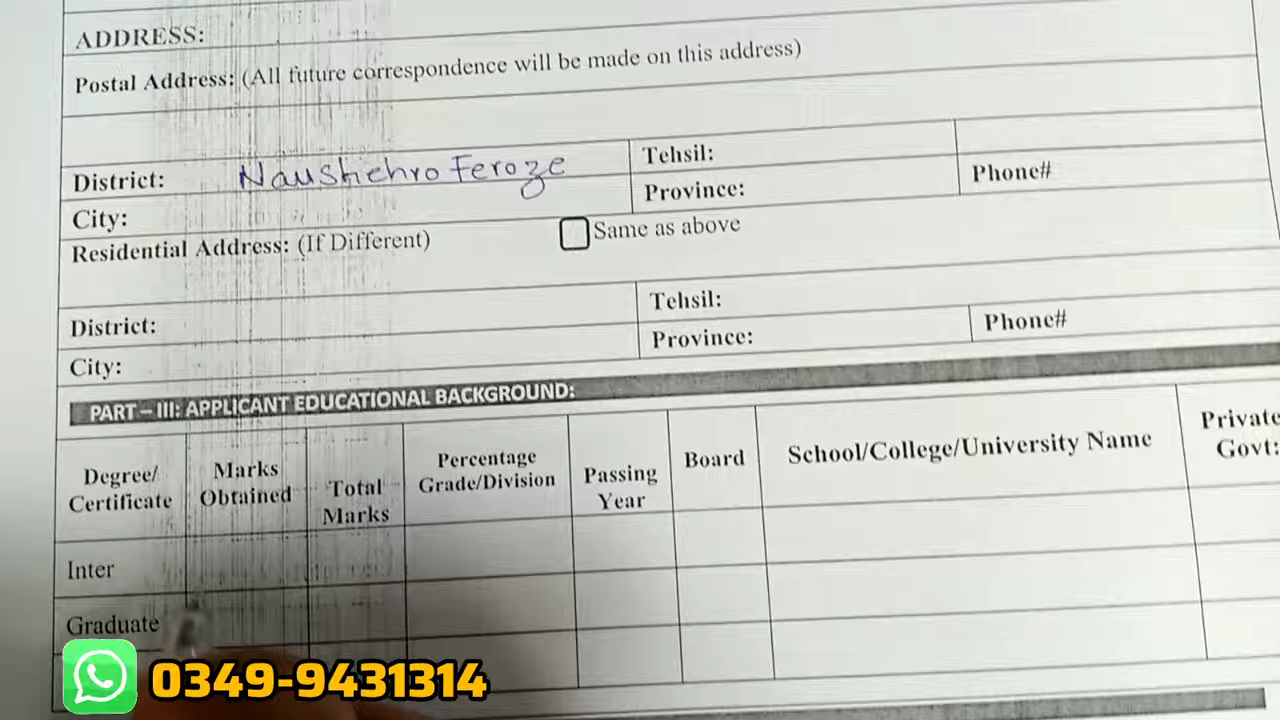 ADDRESS:
Postal Address: (All future correspondence will be made on this address)
District: Naushehro Feroze
Tehsil:
City:
Province:
Phone#
Residential Address: (If Different)
Same as above
District:
Tehsil:
City:
Province:
Phone#
PART – III: APPLICANT EDUCATIONAL BACKGROUND:
Degree/ Certificate
Marks Obtained
Total Marks
Percentage Grade/Division
Passing Year
Board
School/College/University Name
Private Govt:
Inter
Graduate
0349-9431314